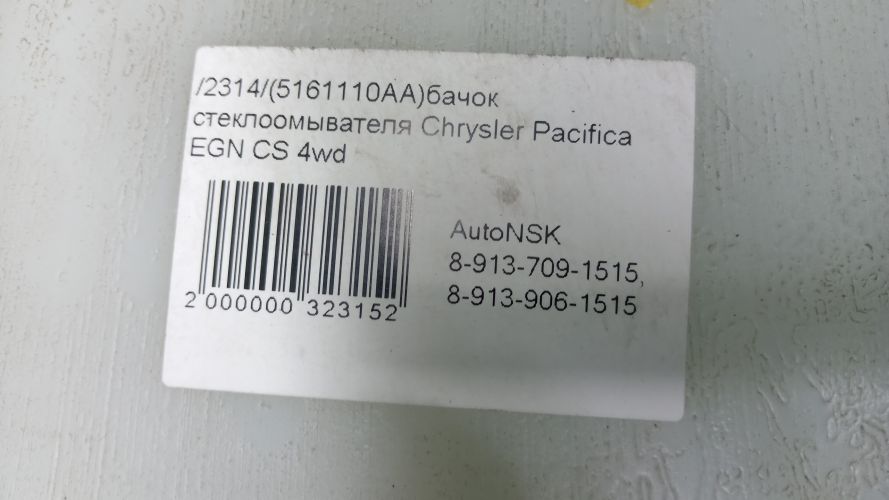 /2314/(5161110AA)бачок
стеклоомывателя Chrysler Pacifica
EGN CS 4wd
AutoNSK
8-913-709-1515,
8-913-906-1515
2 000000 323152